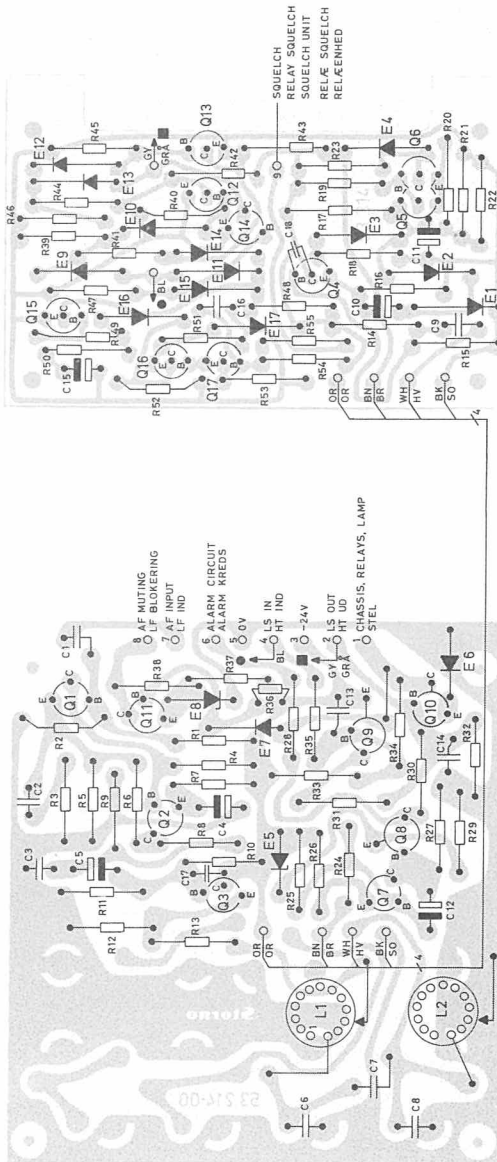 C1
C2
C3
R2
Q1
R3
R5
R9
R6
C5
R11
R12
R13
Q2
R8
R38
Q11
8 AF MUTING
LF BLOKERING
7 AF INPUT
LF IND
6 ALARM CIRCUIT
ALARM KREDS
5 0V
4 LS IN
HT IND
3 -24V
2 LS OUT
HT UD
1 CHASSIS, RELAYS, LAMP
STEL
R1
R4
R7
E8
R37
BL
C4
R10
C17
Q3
E7
R36
R28
R35
GY
GRÅ
C13
E5
R25
R26
R24
R33
R31
Q9
R34
Q10
E6
R30
C14
R32
Q8
Q7
R27
R29
C12
OR
OR
BN
BR
WH
HV
BK
SO
4
Storno
53 214-00
L1
L2
C6
C7
C8
R46
R39
R44
E12
R45
E13
E9
R41
E10
R40
GY
GRÅ
Q13
Q15
R47
BL
E14
Q12
R42
R50
R49
E16
E15
E11
Q14
C15
Q16
R51
C16
R52
Q17
E17
R53
9 SQUELCH
RELAY SQUELCH
SQUELCH UNIT
RELÆ SQUELCH
RELÆENHED
R48
C18
Q4
R55
R54
R43
R23
R19
R17
E4
E3
R18
Q5
Q6
C10
R16
C11
R14
E2
R20
R21
R22
C9
R15
E1
OR
OR
BN
BR
WH
HV
BK
SO
4